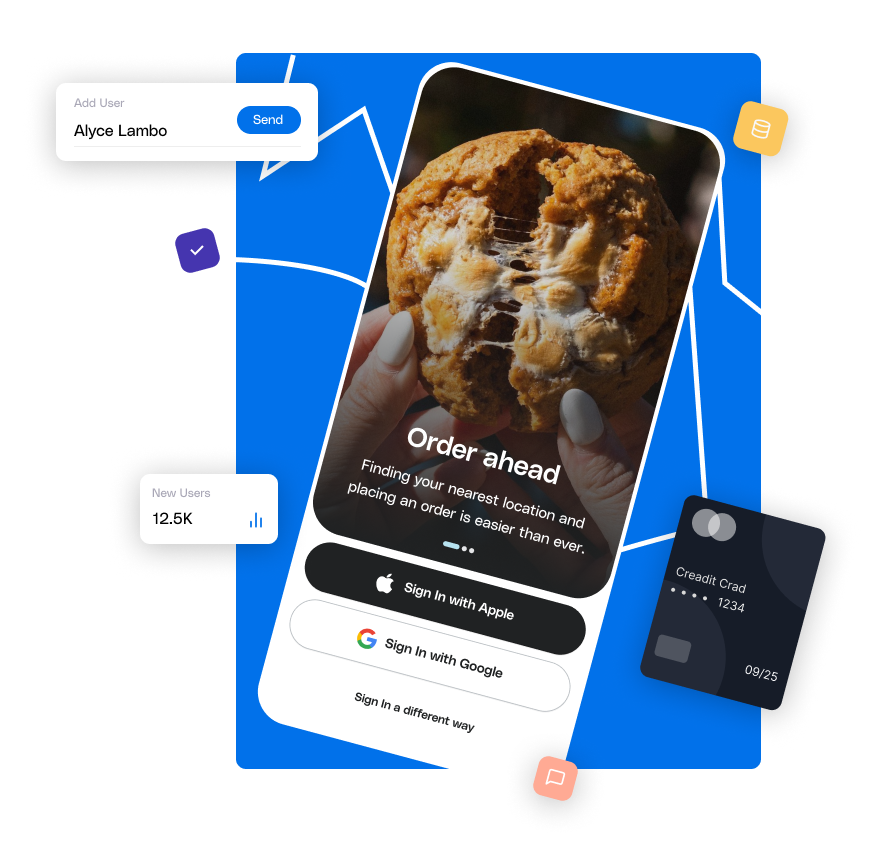 Add User
Alyce Lambo
Send
New Users
12.5K
Order ahead
Finding your nearest location and
placing an order is easier than ever.
Sign In with Apple
Sign In with Google
Sign In a different way
Creadit Crad
•••• 1234
09/25